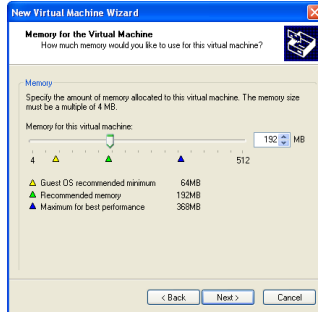 New Virtual Machine Wizard
Memory for the Virtual Machine
How much memory would you like to use for this virtual machine?
Memory
Specify the amount of memory allocated to this virtual machine. The memory size
must be a multiple of 4 MB.
Memory for this virtual machine:
192 MB
4 512
Guest OS recommended minimum 64MB
Recommended memory 192MB
Maximum for best performance 368MB
< Back Next > Cancel